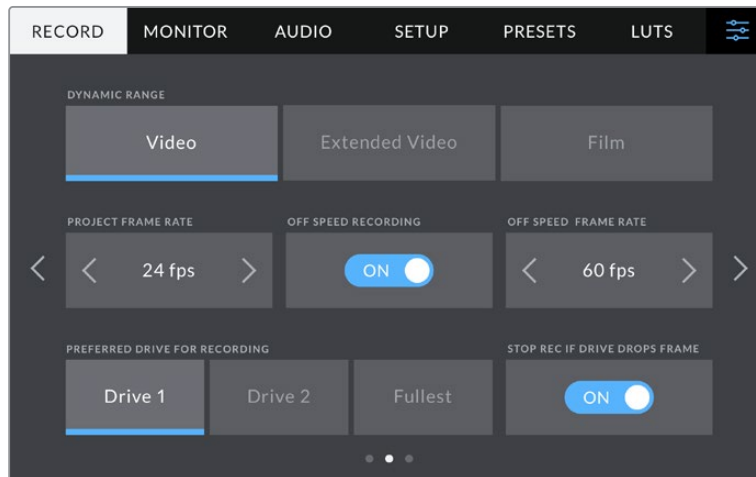 RECORD MONITOR AUDIO SETUP PRESETS LUTS
DYNAMIC RANGE
Video Extended Video Film
PROJECT FRAME RATE OFF SPEED RECORDING OFF SPEED FRAME RATE
24 fps ON 60 fps
PREFERRED DRIVE FOR RECORDING STOP REC IF DRIVE DROPS FRAME
Drive 1 Drive 2 Fullest ON